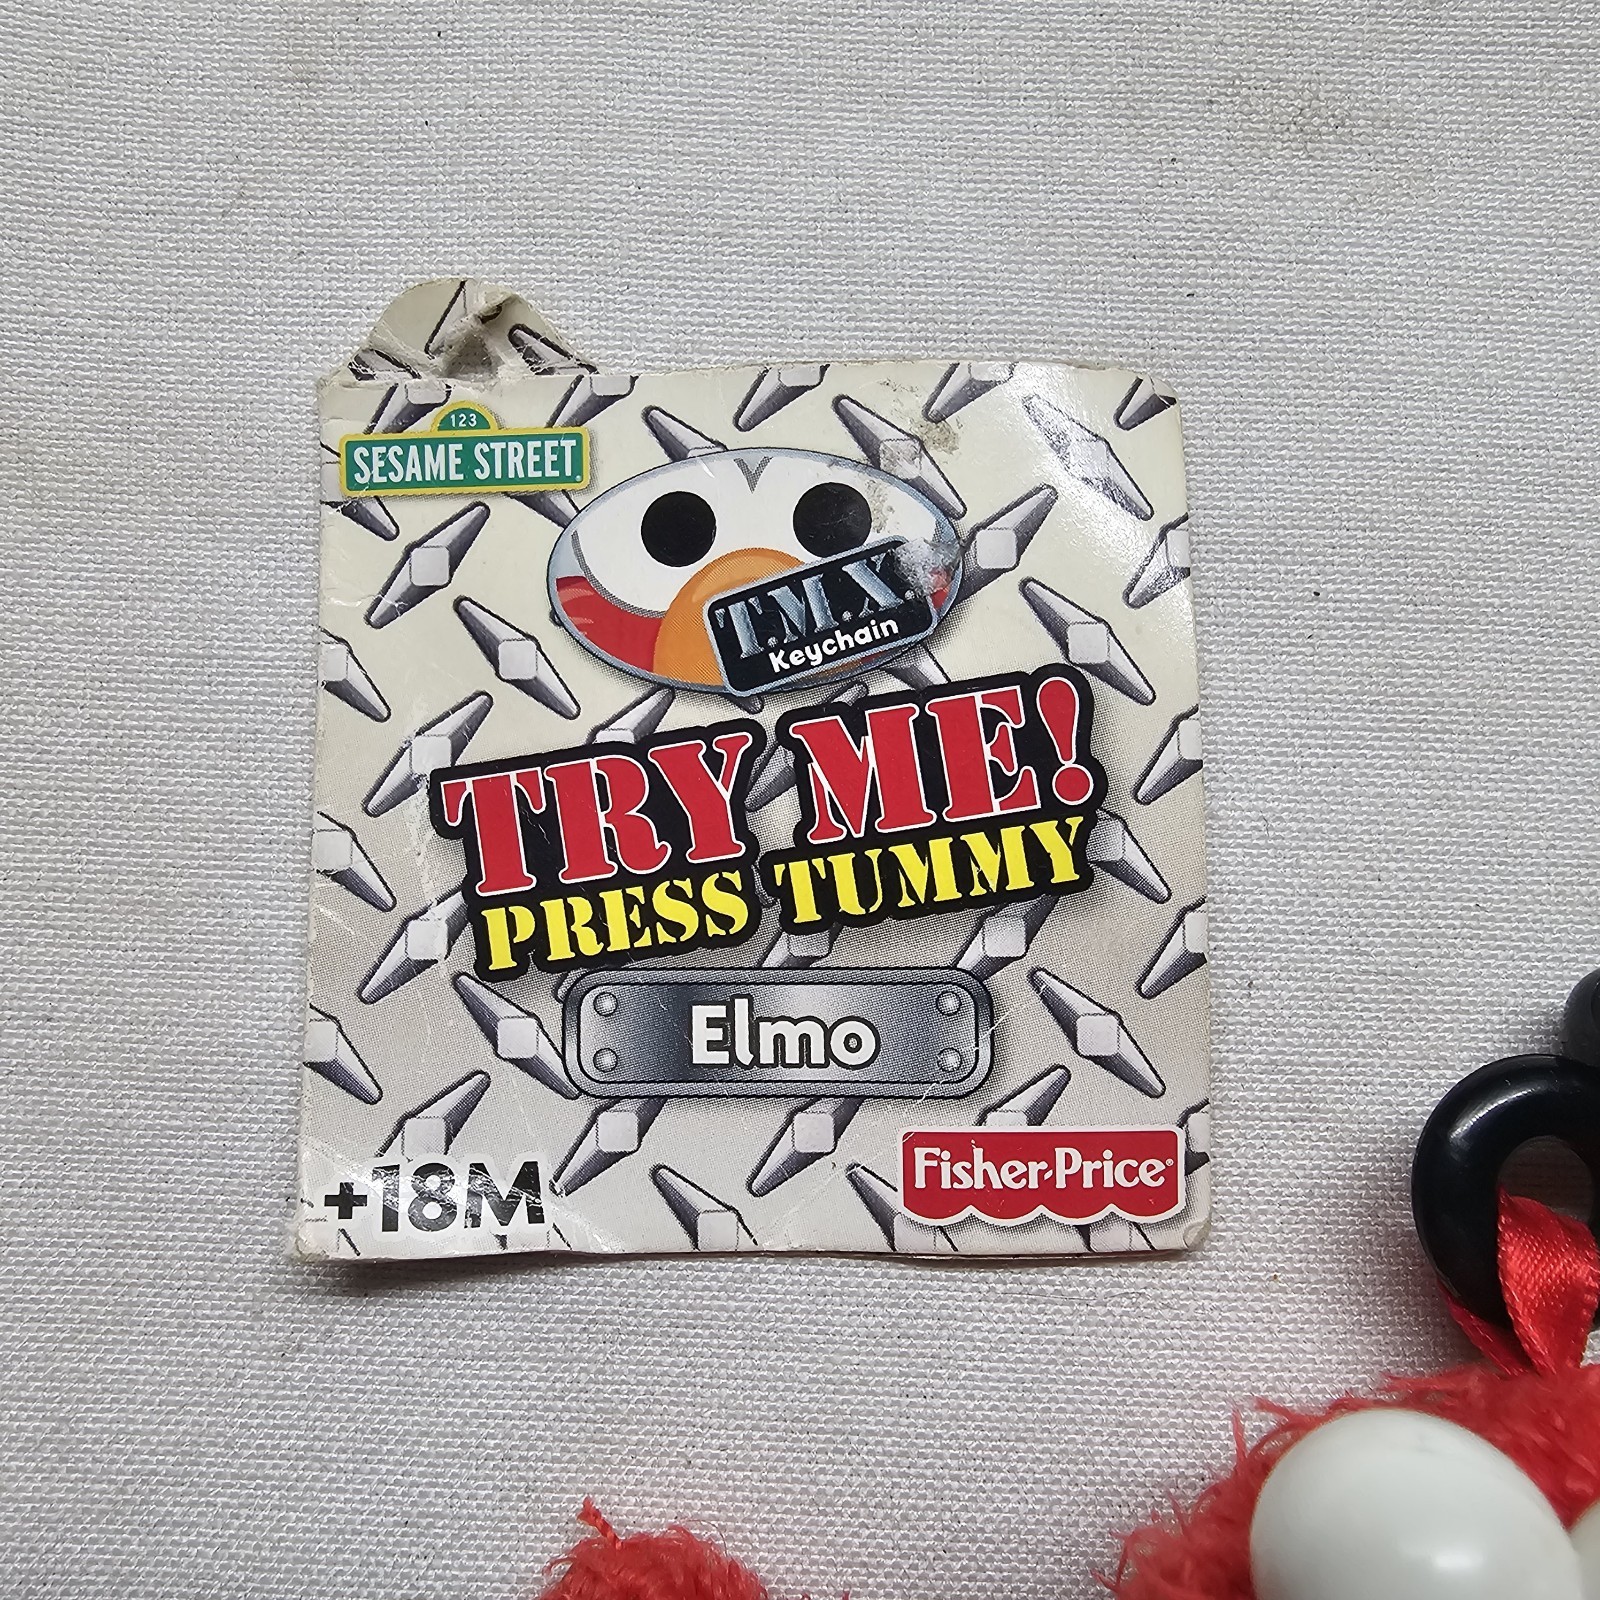 123
SESAME STREET
T.M.X.
Keychain
TRY ME!
PRESS TUMMY
Elmo
+18M
Fisher-Price®